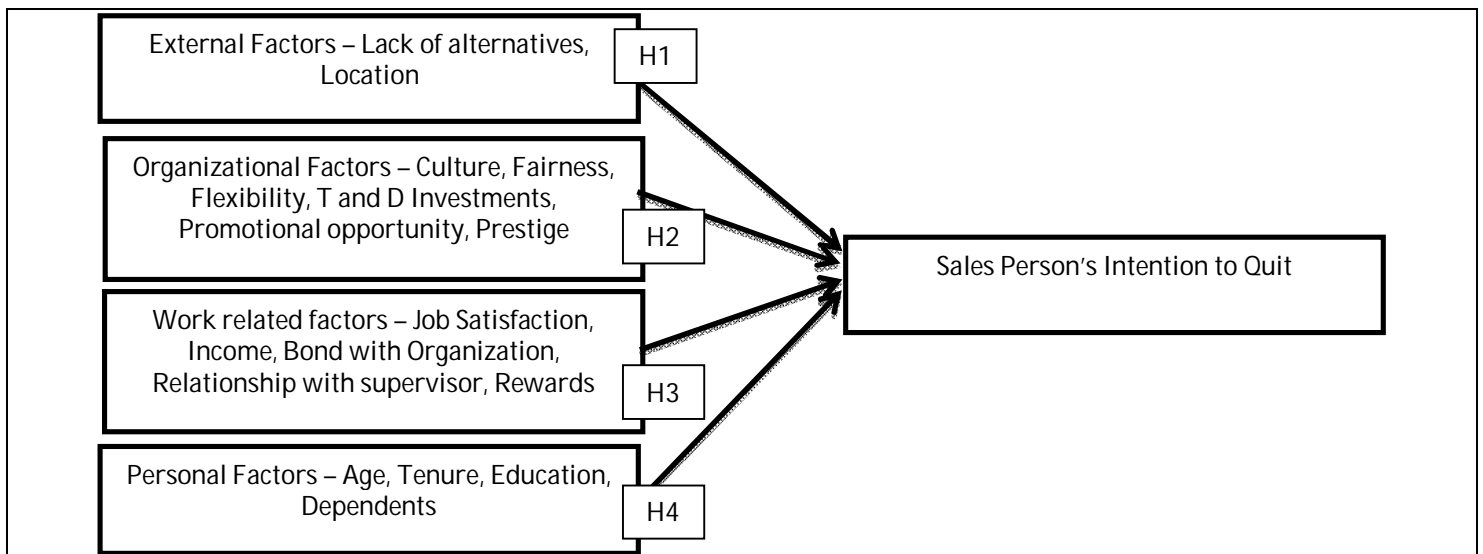 External Factors – Lack of alternatives,
Location
H1
Organizational Factors – Culture, Fairness,
Flexibility, T and D Investments,
Promotional opportunity, Prestige
H2
Sales Person's Intention to Quit
Work related factors – Job Satisfaction,
Income, Bond with Organization,
Relationship with supervisor, Rewards
H3
Personal Factors – Age, Tenure, Education,
Dependents
H4